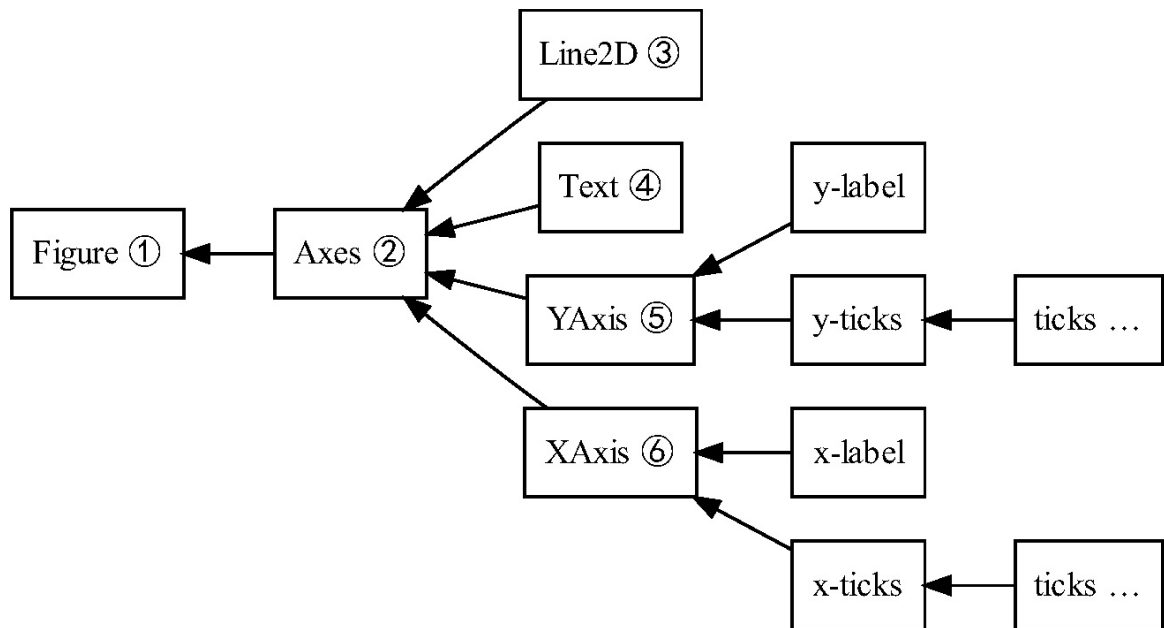 Line2D ③
Text ④
y-label
Figure ①
Axes ②
YAxis ⑤
y-ticks
ticks …
XAxis ⑥
x-label
x-ticks
ticks …